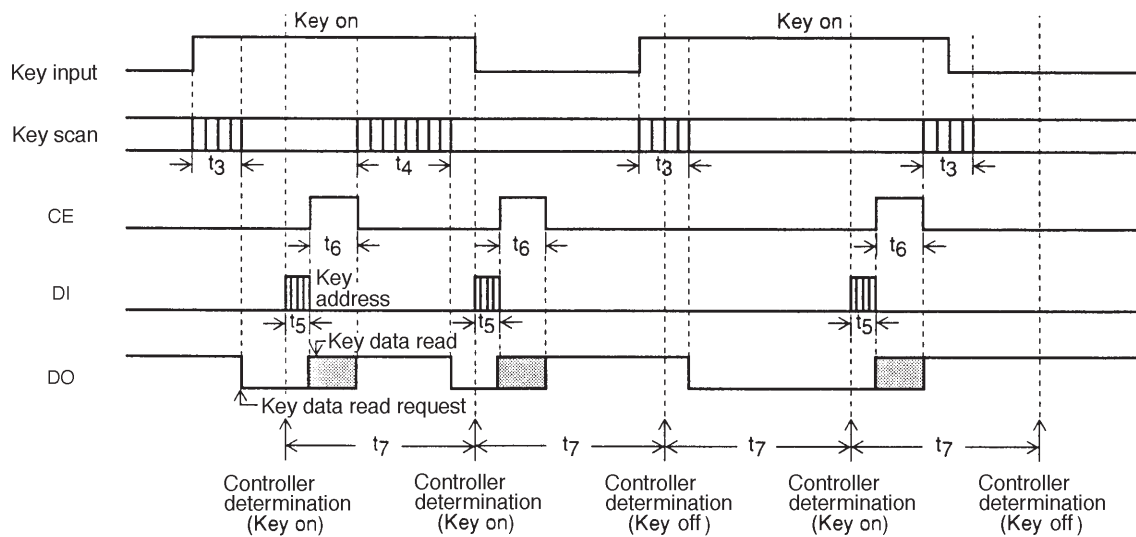 Key on Key on
Key input
Key scan
t3 t4 t3 t3
CE
t6 t6 t6
DI
Key
address
t5 t5 t5
Key data read
DO
Key data read request
t7 t7 t7 t7
Controller Controller Controller Controller Controller
determination determination determination determination determination
(Key on) (Key on) (Key off) (Key on) (Key off)